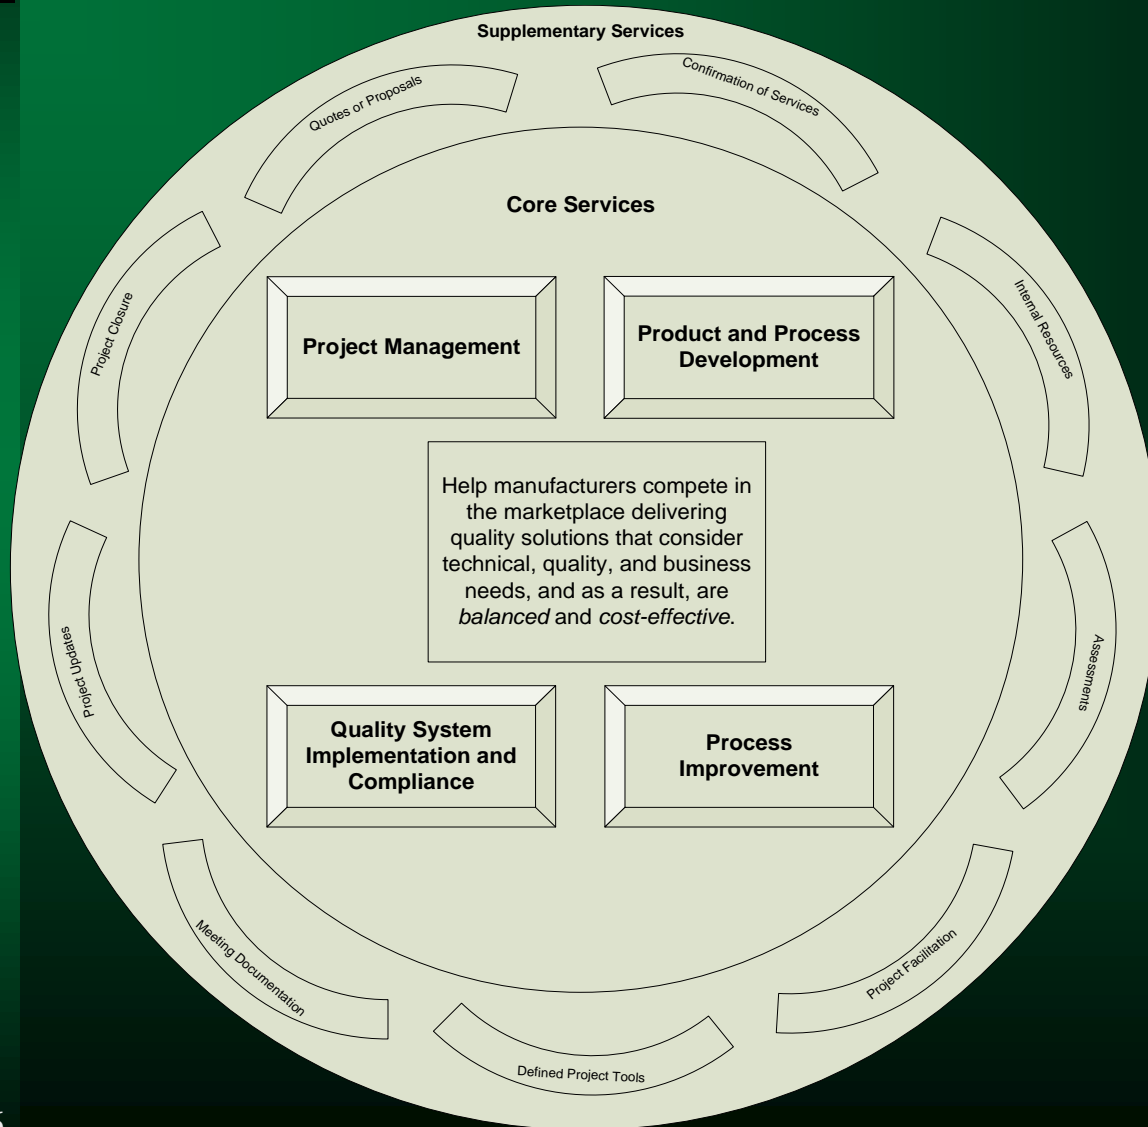 Supplementary Services
Quotes or Proposals
Confirmation of Services
Core Services
Project Closure
Internal Resources
Project Management
Product and Process
Development
Help manufacturers compete in
the marketplace delivering
quality solutions that consider
technical, quality, and business
needs, and as a result, are
balanced and cost-effective.
Project Updates
Assessments
Quality System
Implementation and
Compliance
Process
Improvement
Meeting Documentation
Project Facilitation
Defined Project Tools